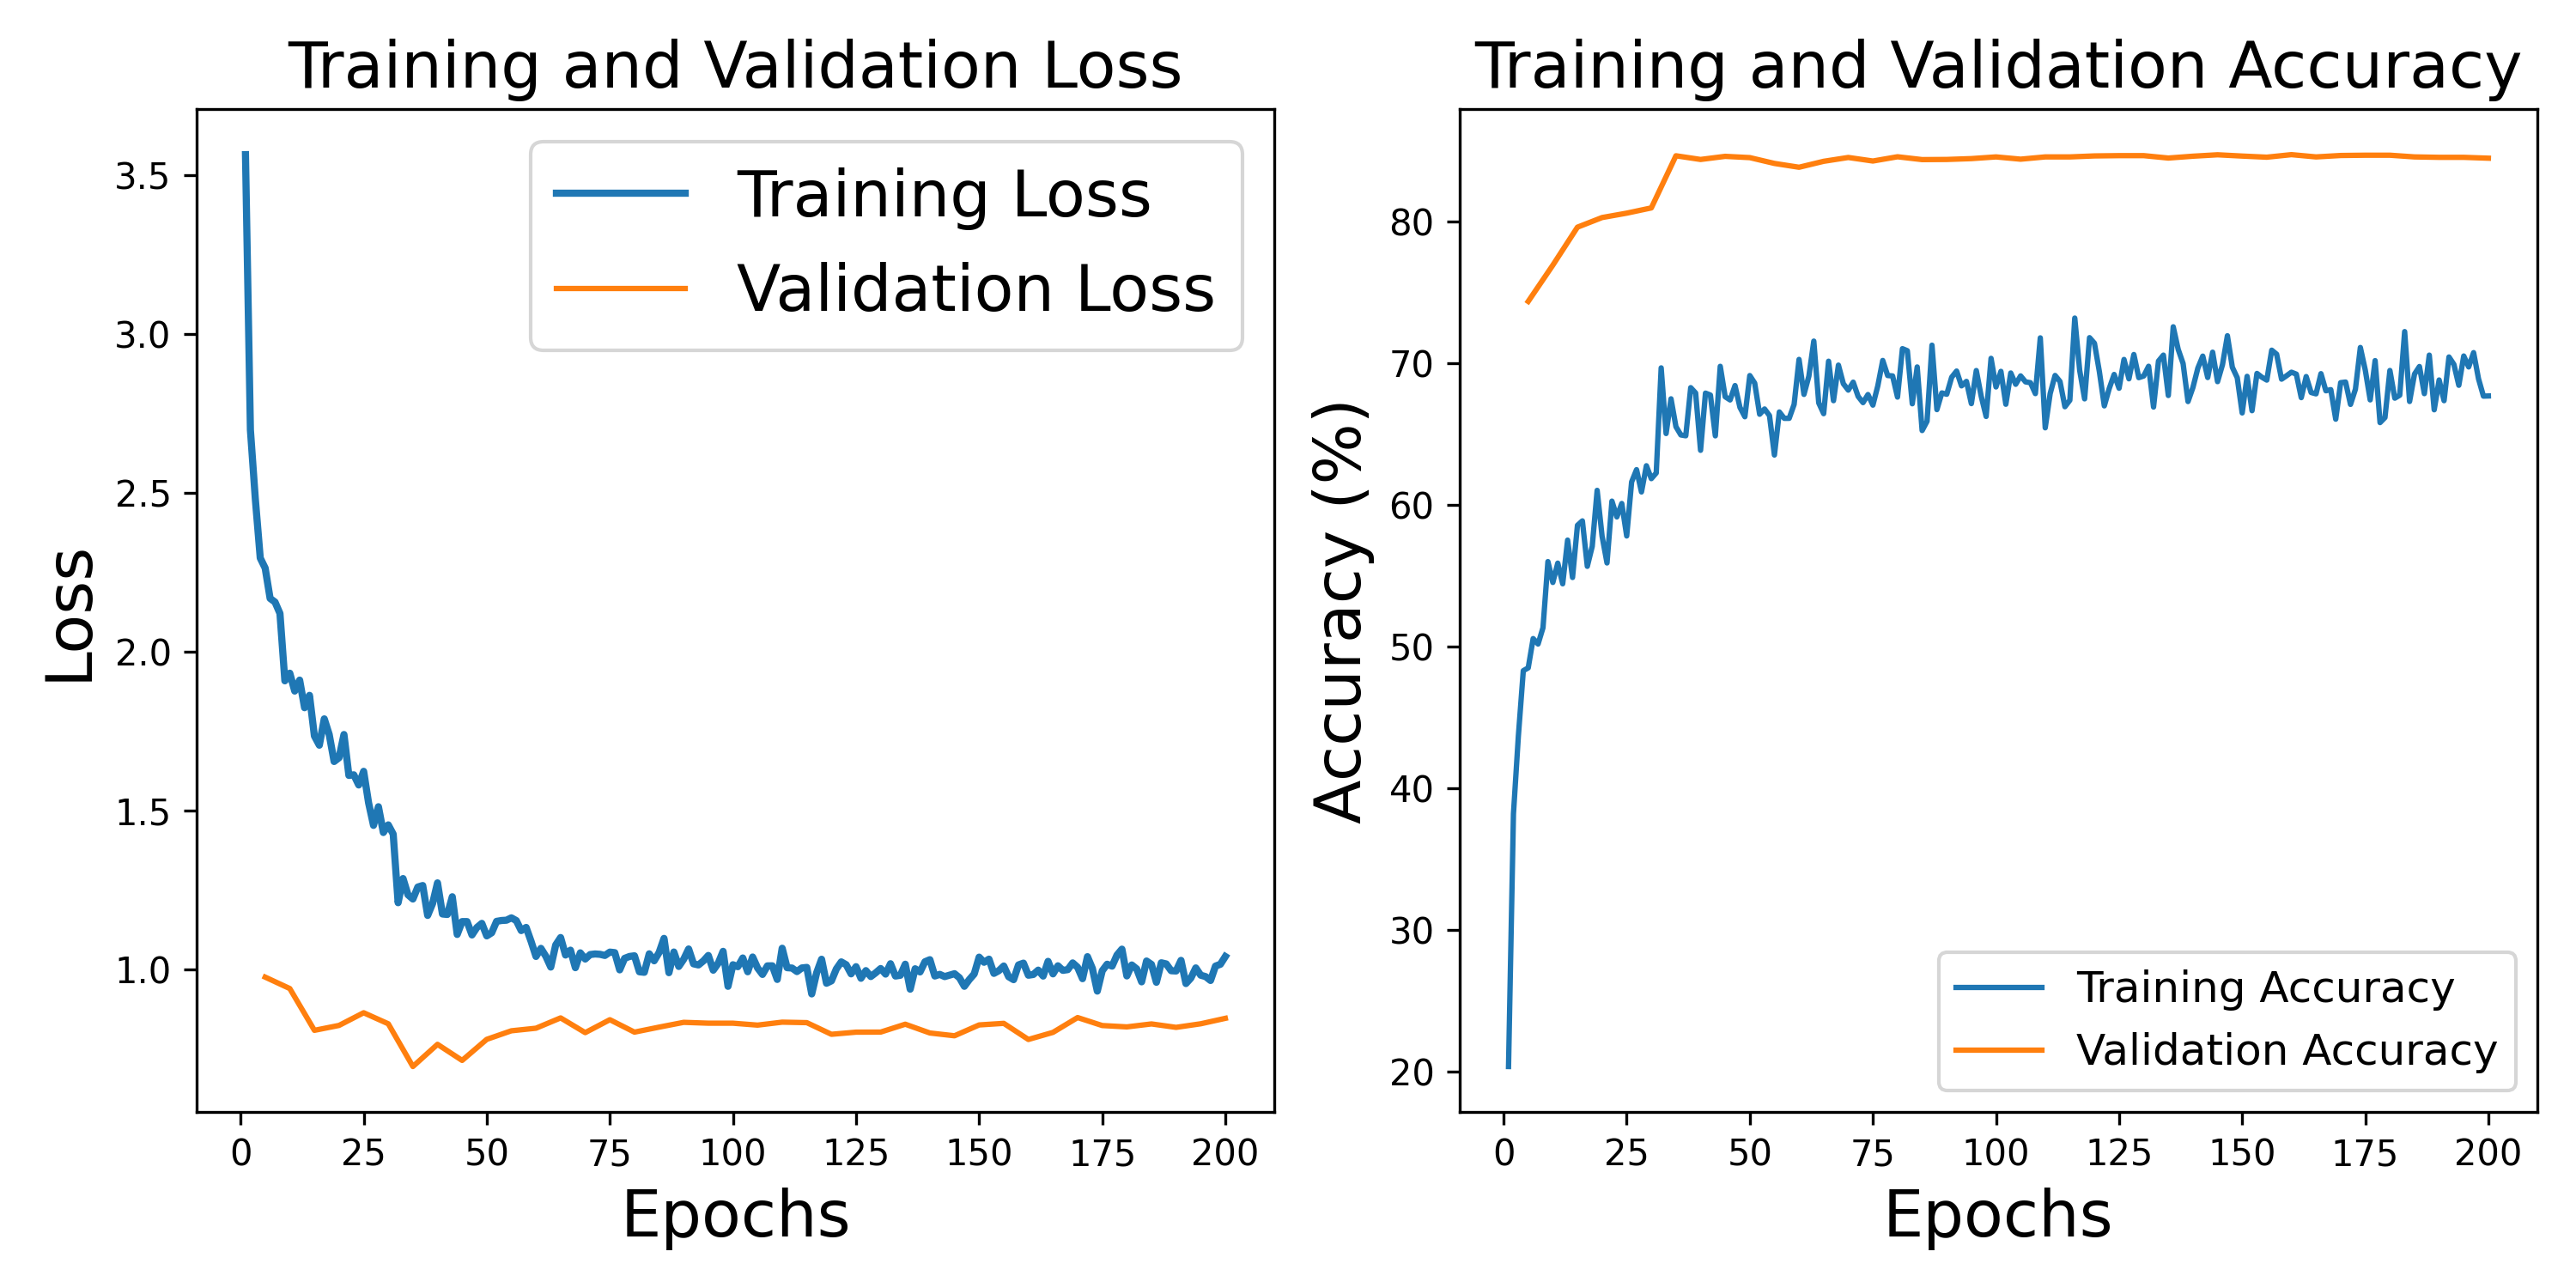 Training and Validation Loss
Loss
3.5
3.0
2.5
2.0
1.5
1.0
Training Loss
Validation Loss
0 25 50 75 100 125 150 175 200
Epochs
Training and Validation Accuracy
Accuracy (%)
80
70
60
50
40
30
20
Training Accuracy
Validation Accuracy
0 25 50 75 100 125 150 175 200
Epochs